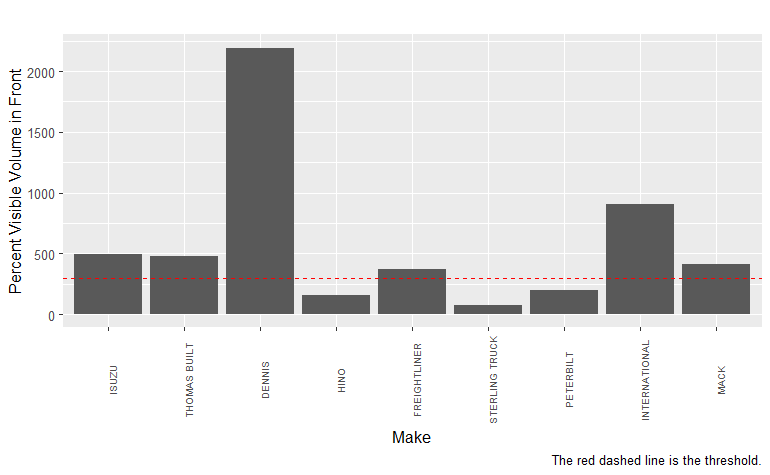 Percent Visible Volume in Front
2000
1500
1000
500
0
ISUZU
THOMAS BUILT
DENNIS
HINO
FREIGHTLINER
STERLING TRUCK
PETERBILT
INTERNATIONAL
MACK
Make
The red dashed line is the threshold.